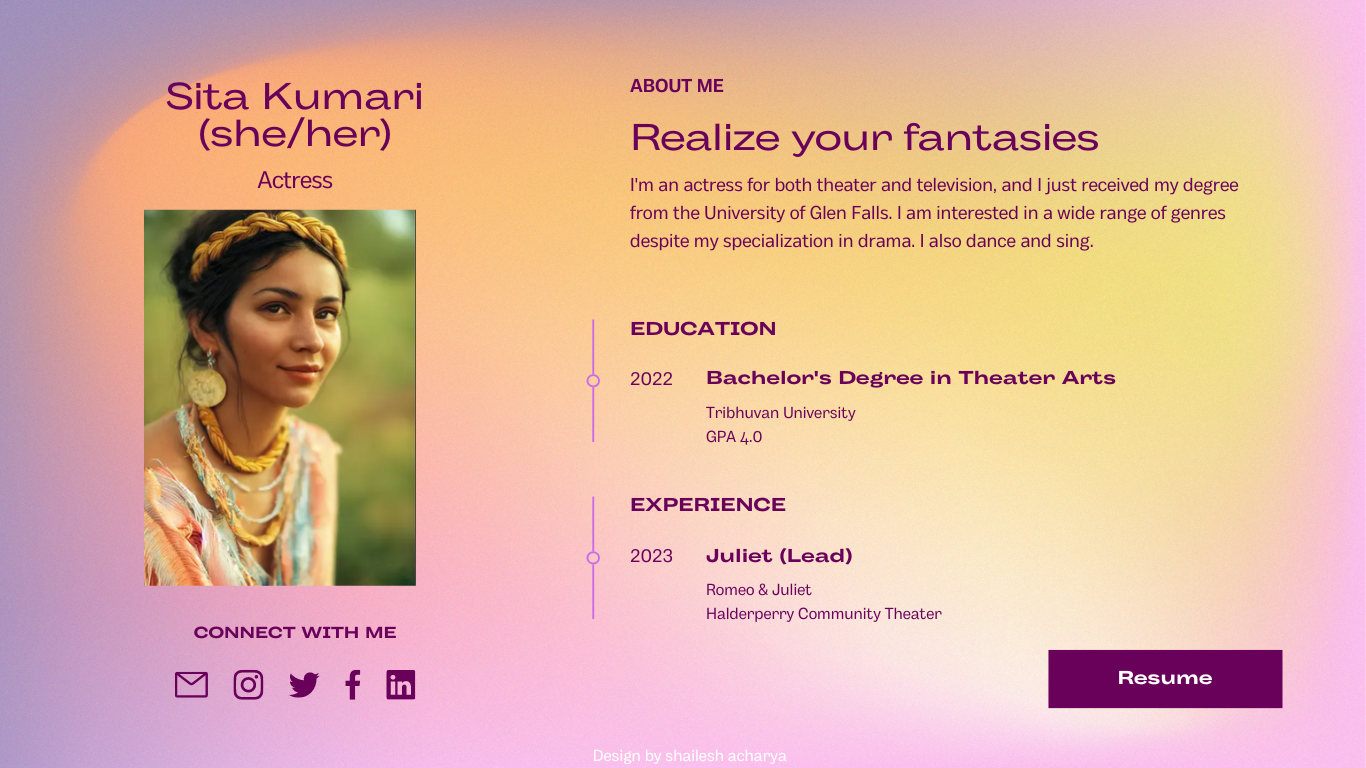 Sita Kumari
(she/her)
Actress
CONNECT WITH ME
ABOUT ME
Realize your fantasies
I'm an actress for both theater and television, and I just received my degree
from the University of Glen Falls. I am interested in a wide range of genres
despite my specialization in drama. I also dance and sing.
EDUCATION
2022 Bachelor's Degree in Theater Arts
Tribhuvan University
GPA 4.0
EXPERIENCE
2023 Juliet (Lead)
Romeo & Juliet
Halderperry Community Theater
Resume
Design by shailesh acharya